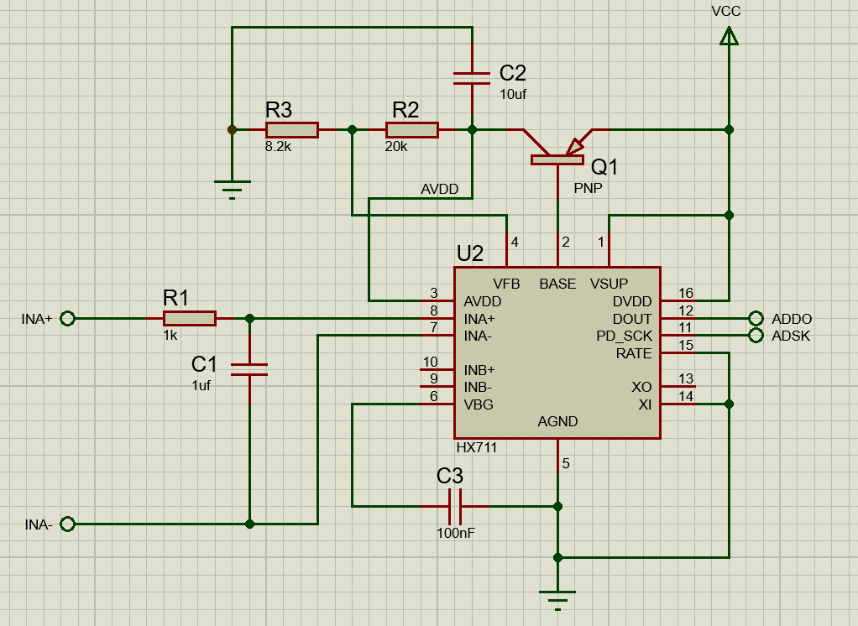 VCC
C2
10uf
R3
8.2k
R2
20k
Q1
PNP
AVDD
U2
4
2
1
VFB
BASE
VSUP
3
AVDD
8
INA+
7
INA-
10
INB+
9
INB-
6
VBG
DVDD
16
DOUT
12
ADDO
PD_SCK
11
ADSK
RATE
15
XO
13
XI
14
AGND
HX711
5
INA+
R1
1k
C1
1uf
C3
100nF
INA-